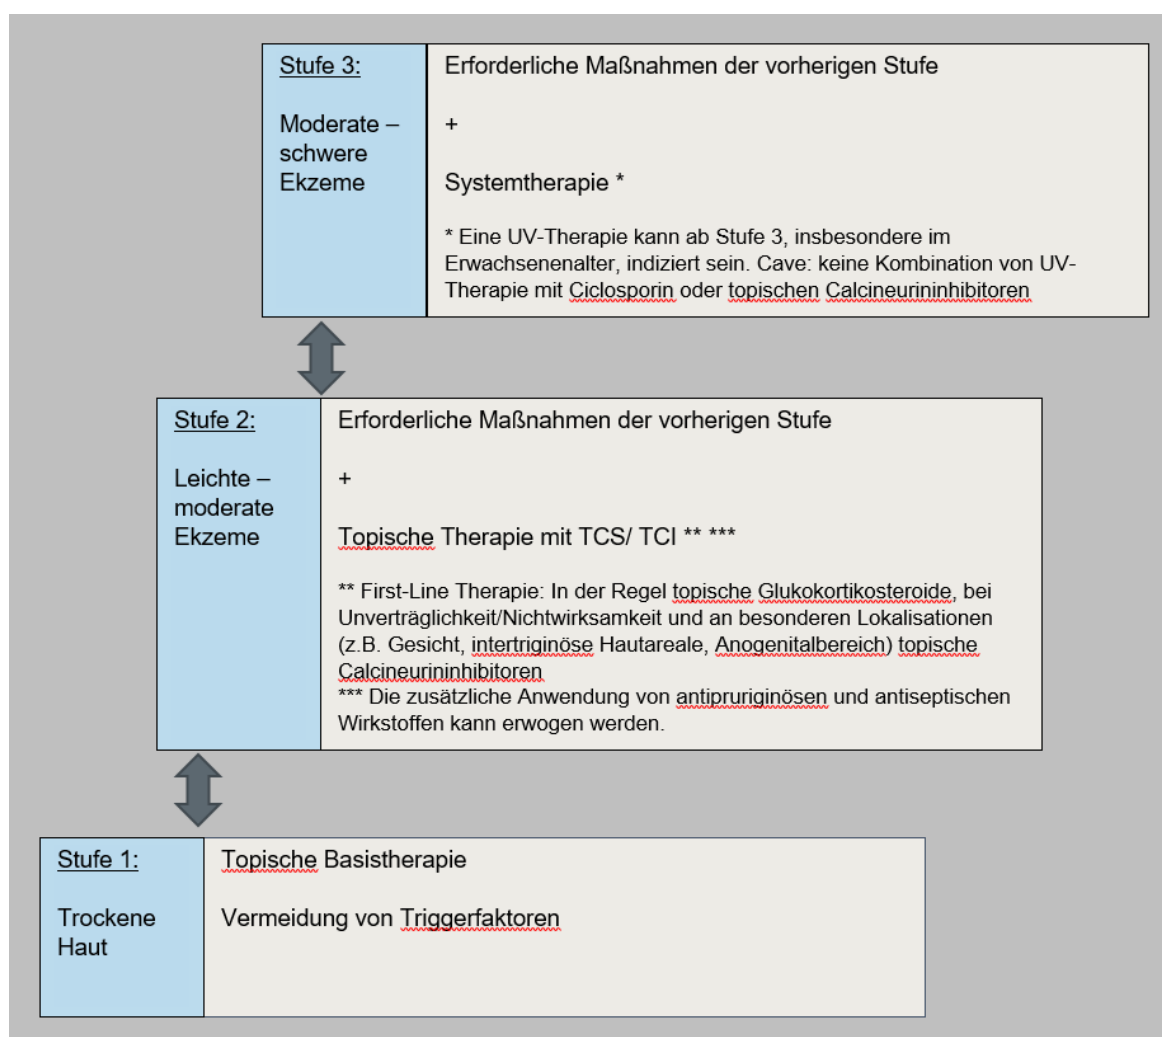 Stufe 3:
Moderate –
schwere
Ekzeme
Erforderliche Maßnahmen der vorherigen Stufe
+
Systemtherapie *
* Eine UV-Therapie kann ab Stufe 3, insbesondere im
Erwachsenenalter, indiziert sein. Cave: keine Kombination von UV-
Therapie mit Ciclosporin oder topischen Calcineurininhibitoren
Stufe 2:
Leichte –
moderate
Ekzeme
Erforderliche Maßnahmen der vorherigen Stufe
+
Topische Therapie mit TCS/ TCI ** ***
** First-Line Therapie: In der Regel topische Glukokortikosteroide, bei
Unverträglichkeit/Nichtwirksamkeit und an besonderen Lokalisationen
(z.B. Gesicht, intertriginöse Hautareale, Anogenitalbereich) topische
Calcineurininhibitoren
*** Die zusätzliche Anwendung von antipruriginösen und antiseptischen
Wirkstoffen kann erwogen werden.
Stufe 1:
Trockene
Haut
Topische Basistherapie
Vermeidung von Triggerfaktoren